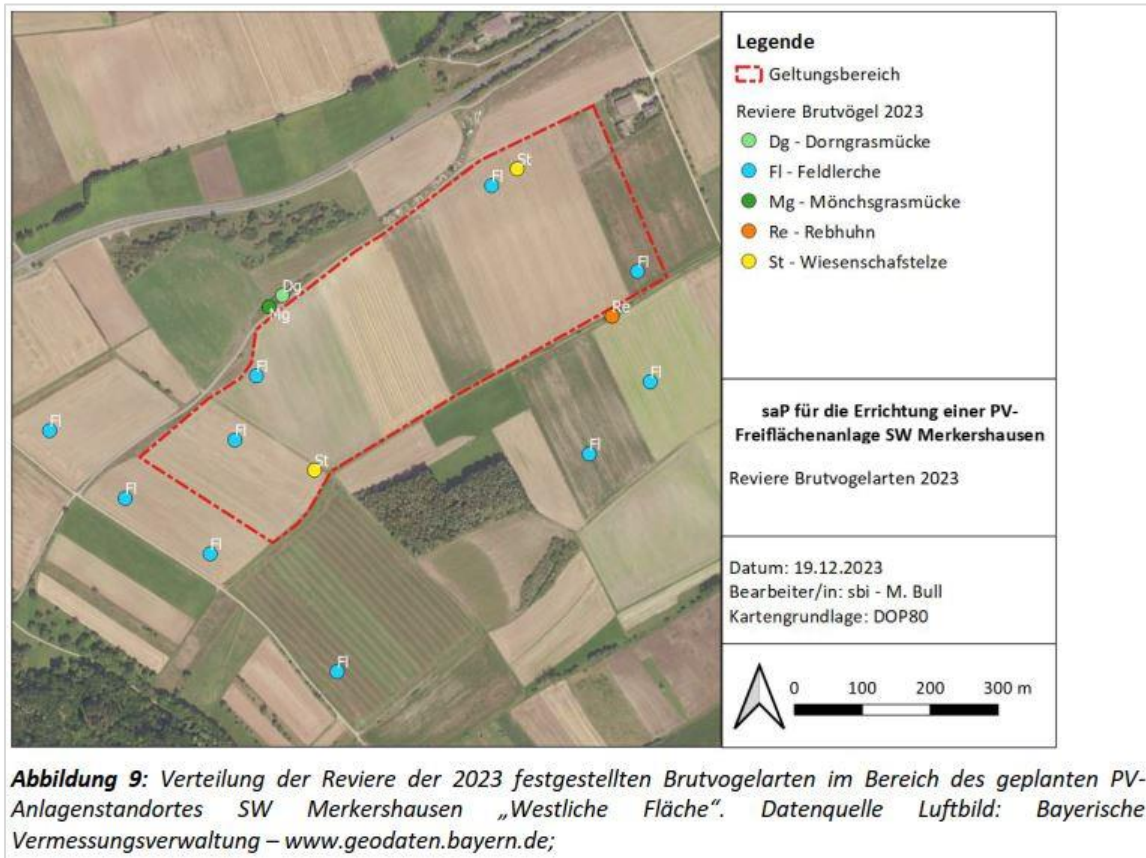 St
Fl
Fl
Dg
Mg
Re
Fl
Fl
Fl
Fl
St
Fl
Fl
Fl
Fl
Legende
Geltungsbereich
Reviere Brutvögel 2023
Dg - Dorngrasmücke
Fl - Feldlerche
Mg - Mönchsgrasmücke
Re - Rebhuhn
St - Wiesenschafstelze
saP für die Errichtung einer PV-
Freiflächenanlage SW Merkershausen
Reviere Brutvogelarten 2023
Datum: 19.12.2023
Bearbeiter/in: sbi - M. Bull
Kartengrundlage: DOP80
0 100 200 300 m
Abbildung 9: Verteilung der Reviere der 2023 festgestellten Brutvogelarten im Bereich des geplanten PV-
Anlagenstandortes SW Merkershausen „Westliche Fläche“. Datenquelle Luftbild: Bayerische
Vermessungsverwaltung – www.geodaten.bayern.de;